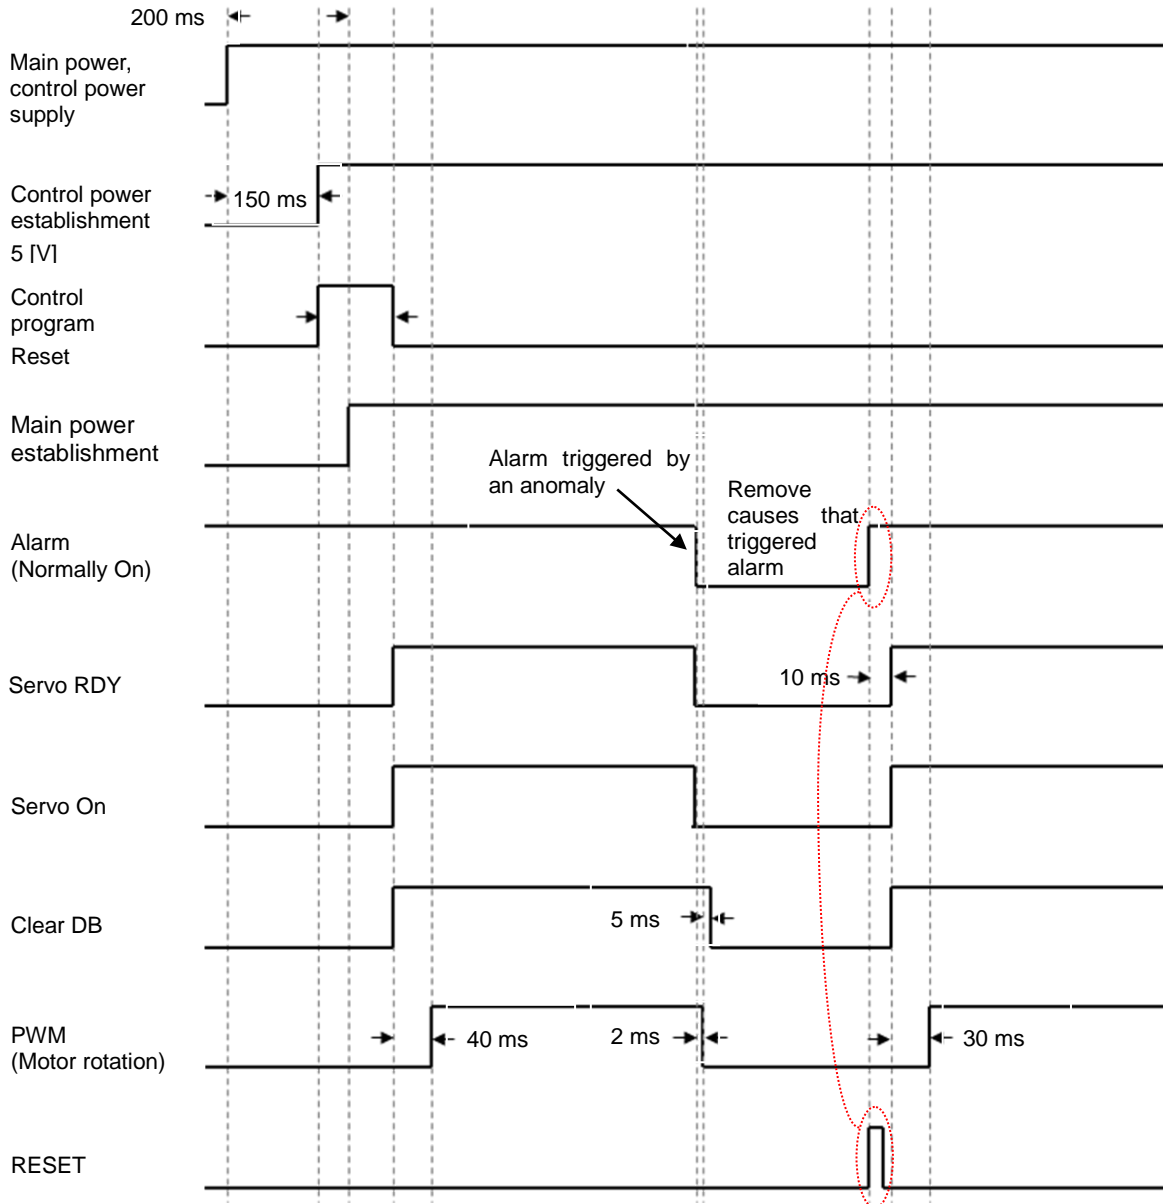 200 ms
Main power,
control power
supply
Control power
establishment
5 [V]
150 ms
Control
program
Reset
Main power
establishment
Alarm triggered by
an anomaly
Remove
causes that
triggered
alarm
Alarm
(Normally On)
Servo RDY
10 ms
Servo On
Clear DB
5 ms
PWM
(Motor rotation)
40 ms
2 ms
30 ms
RESET